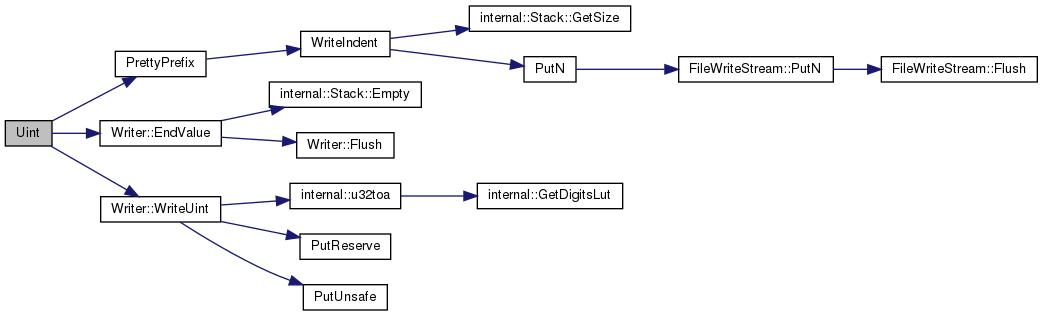 Uint
PrettyPrefix
WriteIndent
internal::Stack::GetSize
PutN
FileWriteStream::PutN
FileWriteStream::Flush
Writer::EndValue
internal::Stack::Empty
Writer::Flush
Writer::WriteUint
internal::u32toa
internal::GetDigitsLut
PutReserve
PutUnsafe